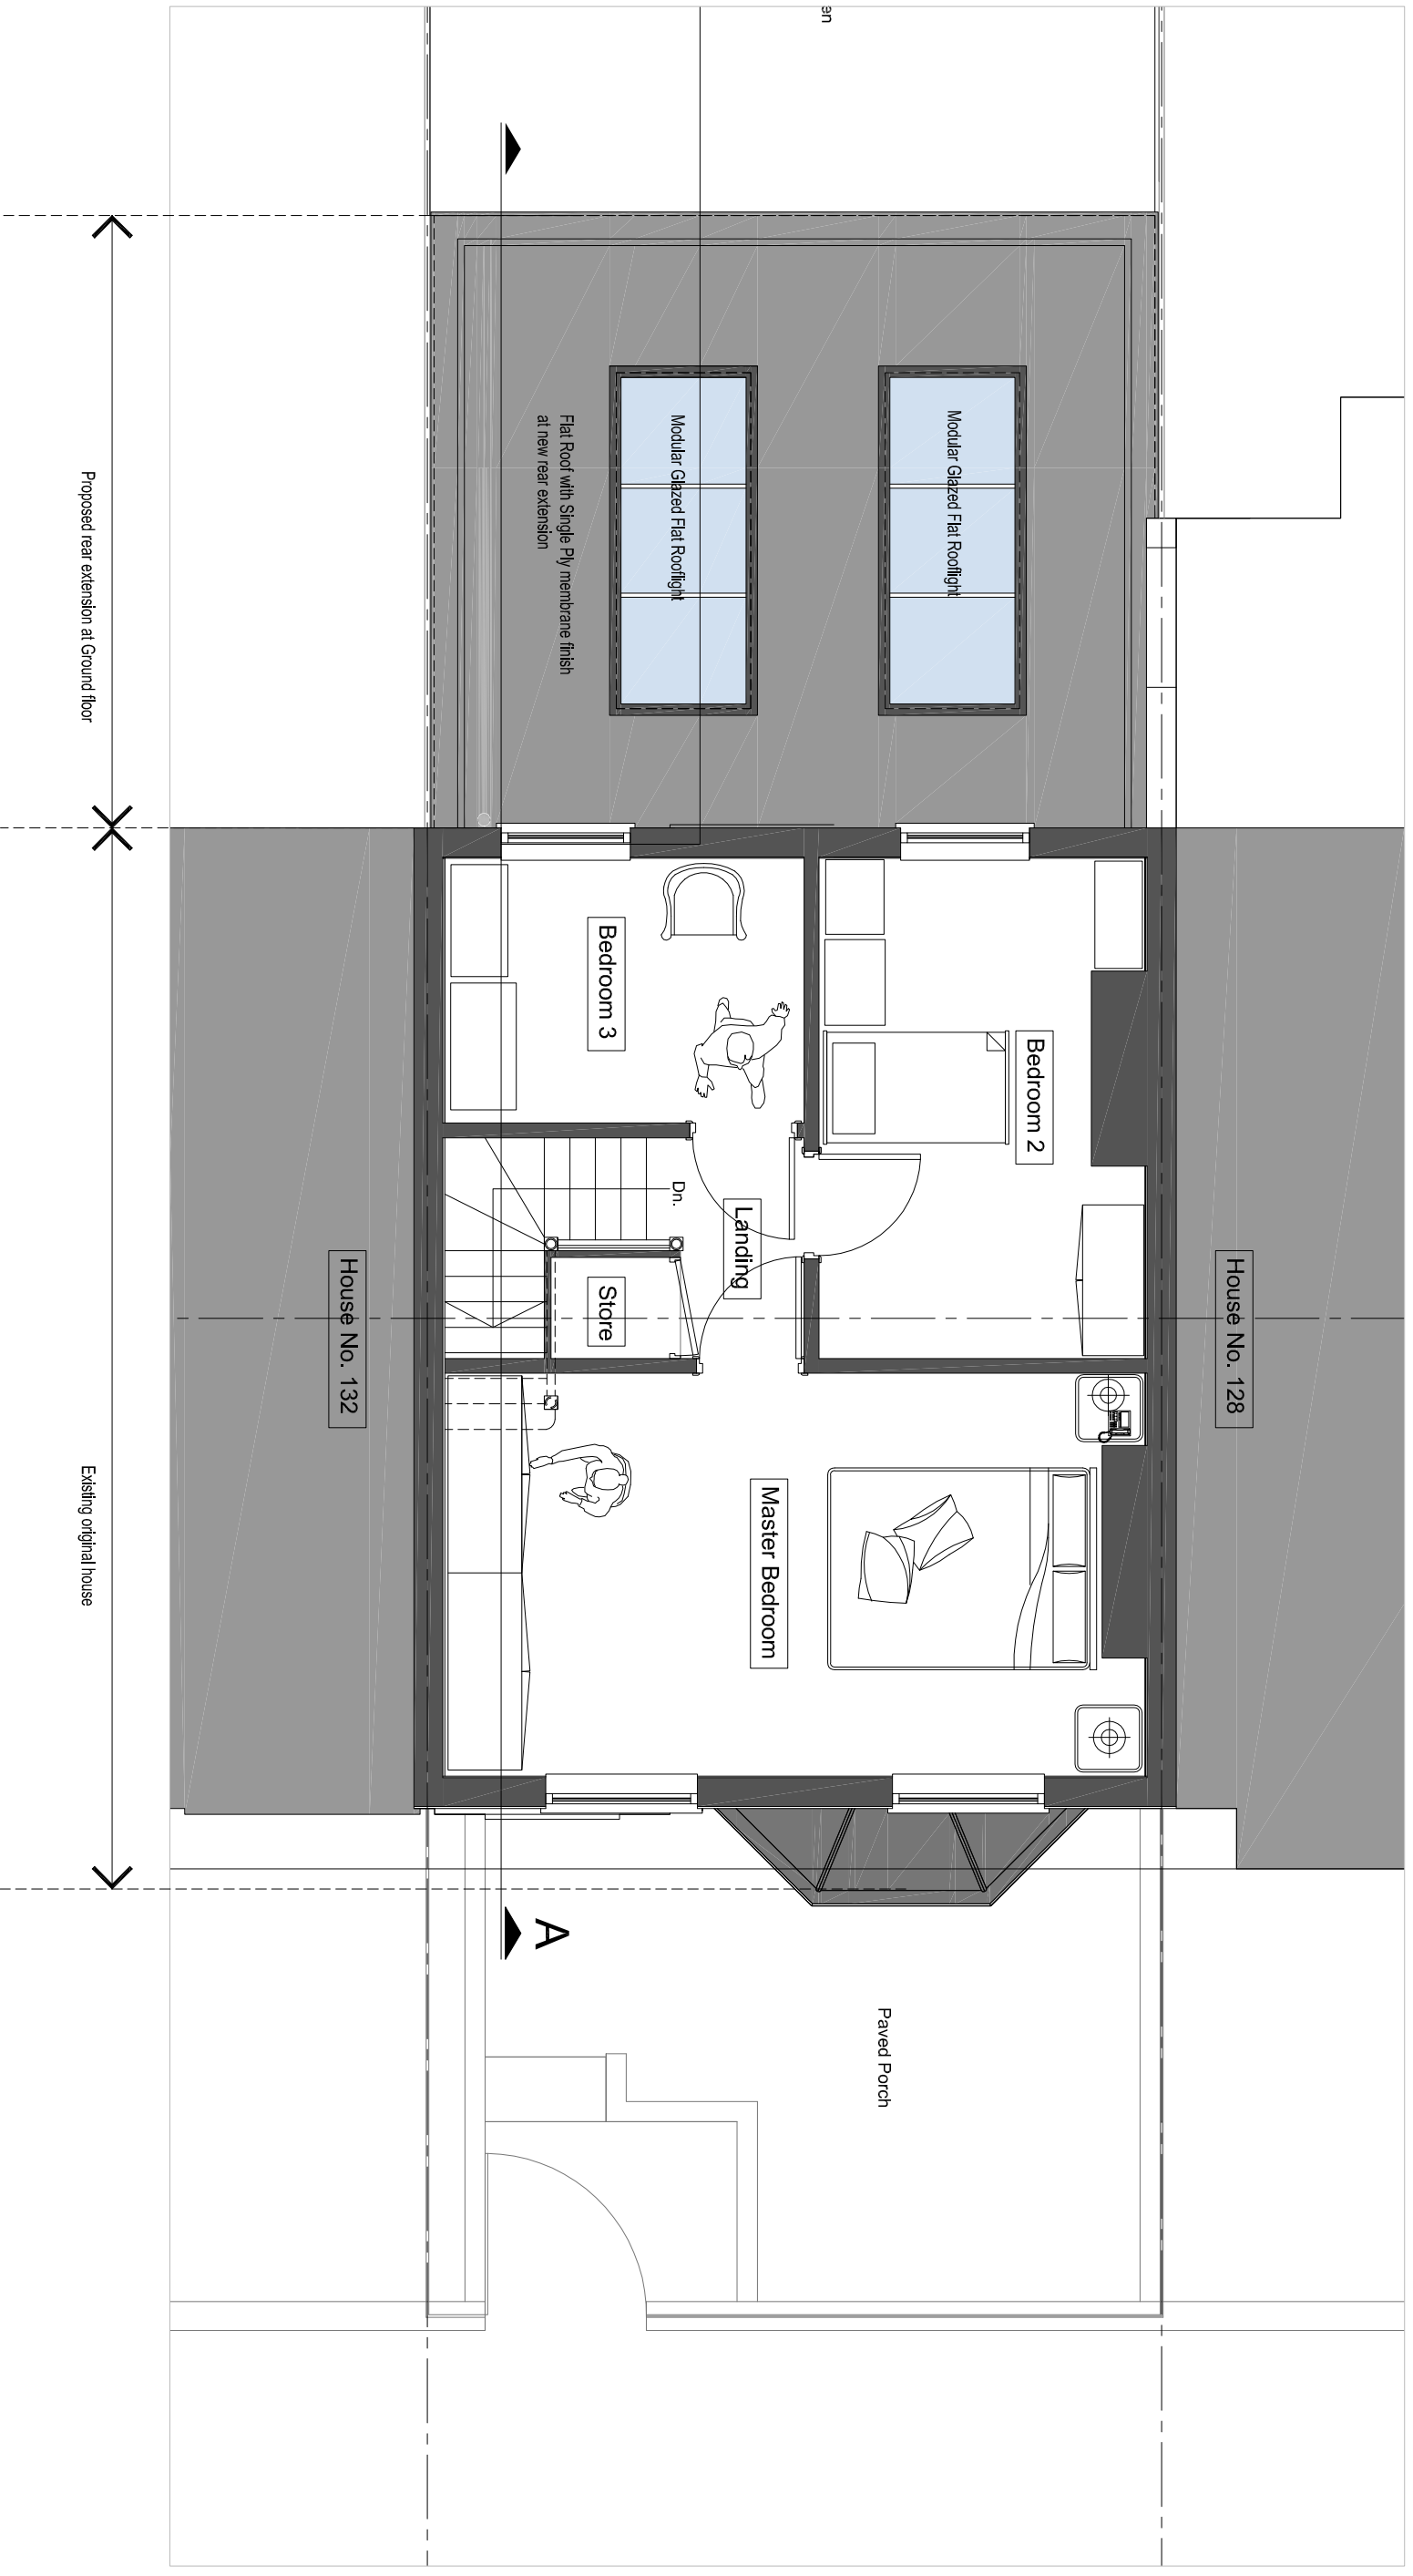 House No. 128
Modular Glazed Flat Rooflight
Bedroom 2
Paved Porch
Master Bedroom
Landing
Modular Glazed Flat Rooflight
Dn.
Bedroom 3
Store
Flat Roof with Single Ply membrane finish
at new rear extension
A
House No. 132
Proposed rear extension at Ground floor
Existing original house